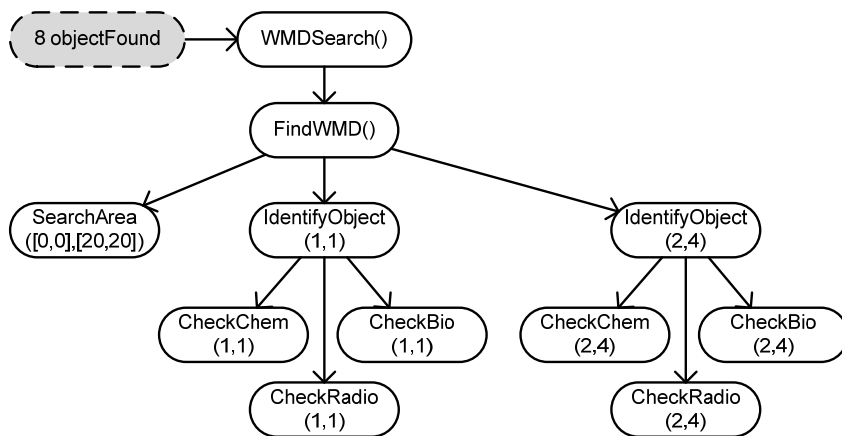 8 objectFound
WMDSearch()
FindWMD()
SearchArea
([0,0],[20,20])
IdentifyObject
(1,1)
IdentifyObject
(2,4)
CheckChem
(1,1)
CheckBio
(1,1)
CheckChem
(2,4)
CheckBio
(2,4)
CheckRadio
(1,1)
CheckRadio
(2,4)